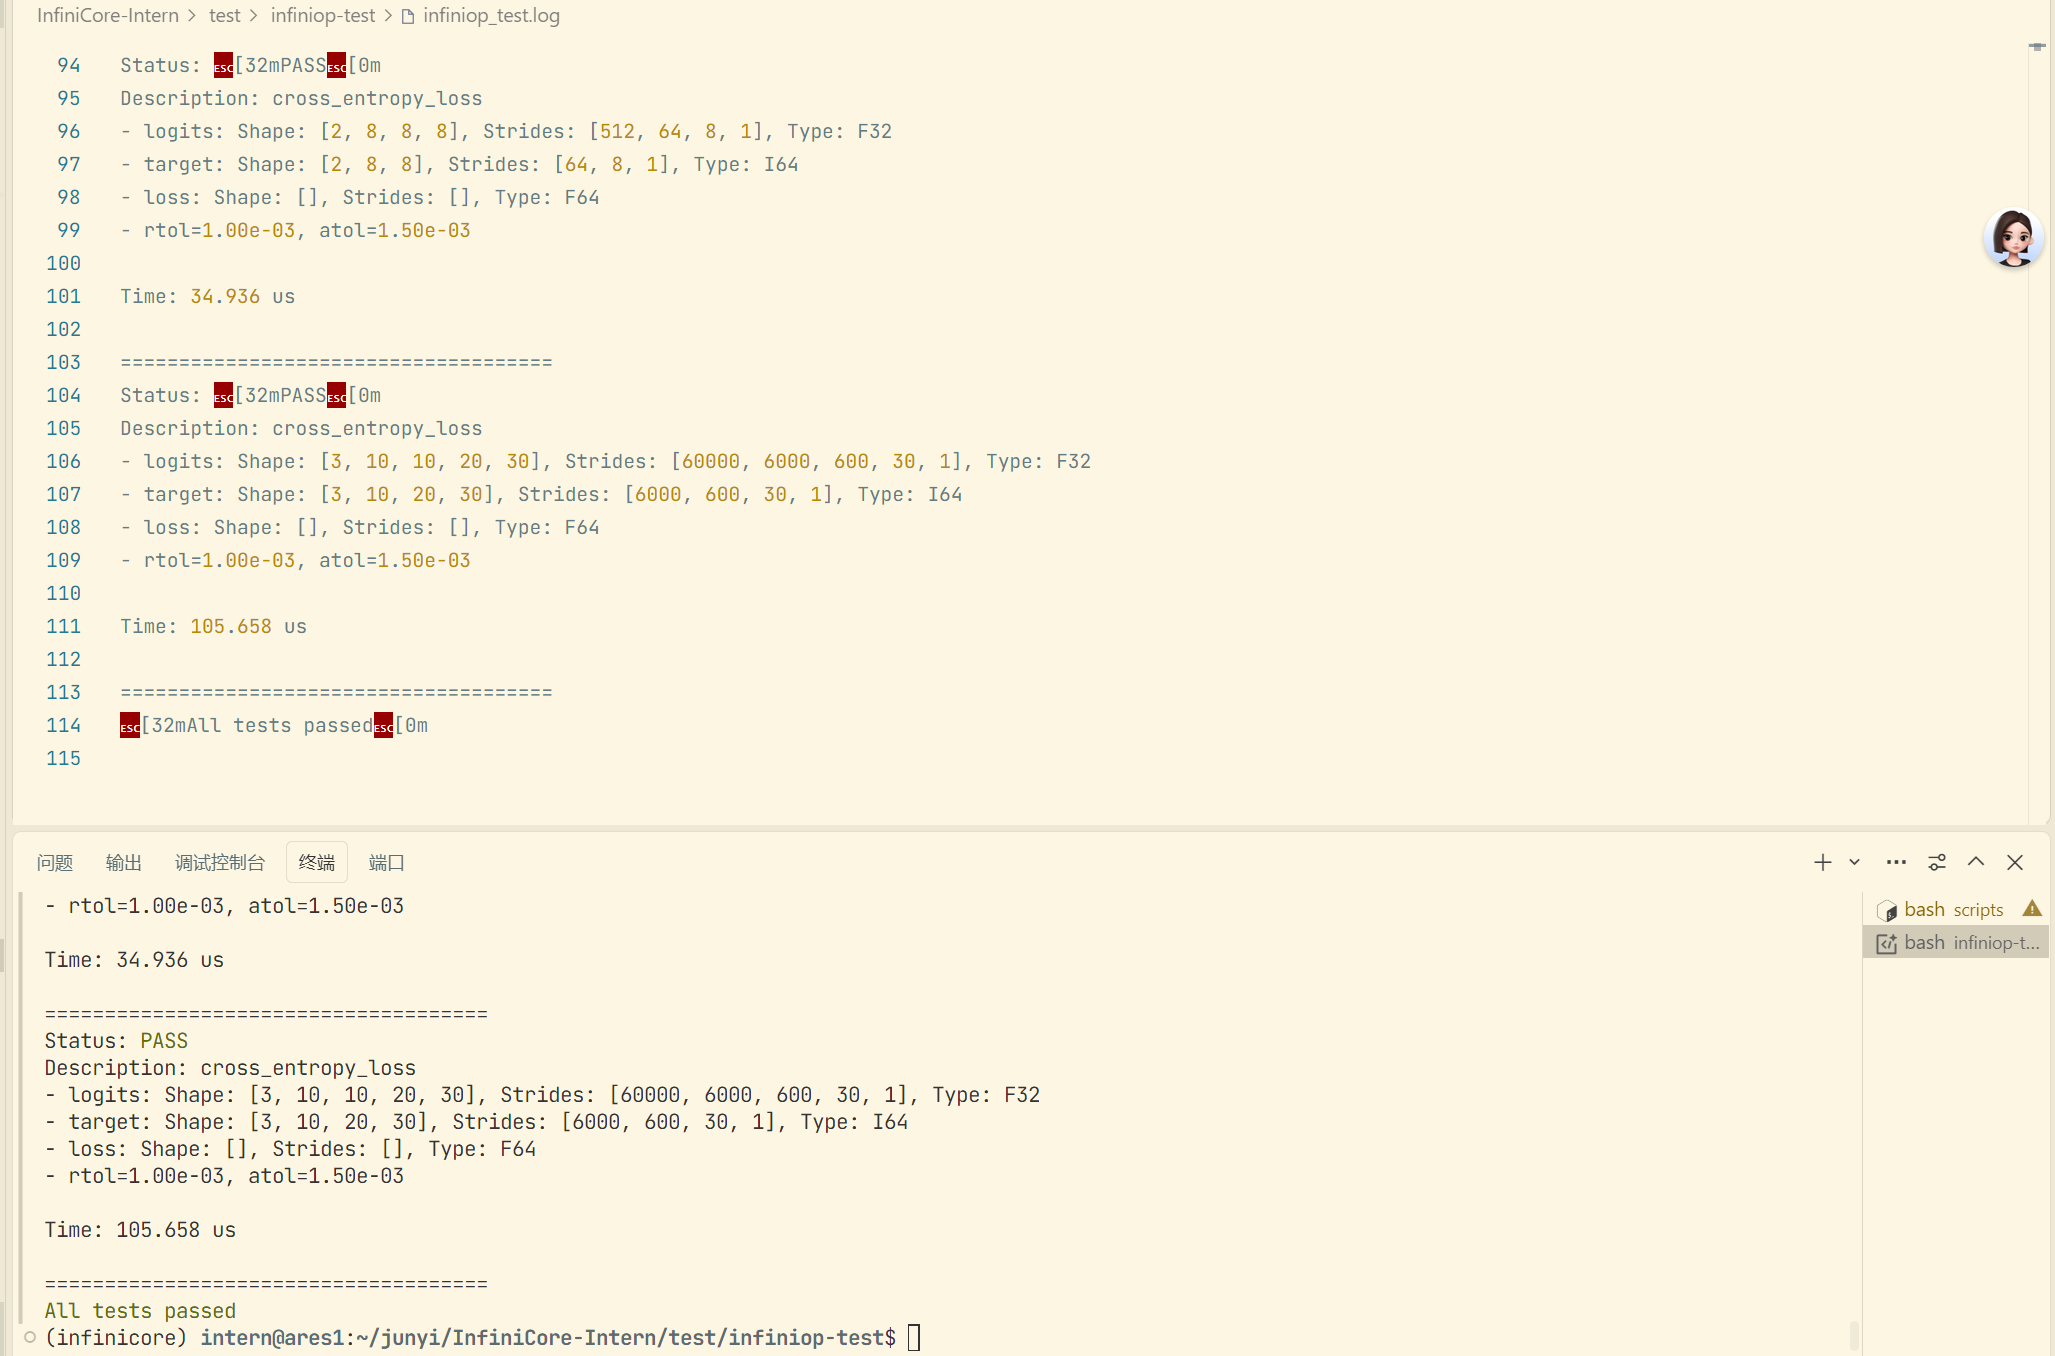 InfiniCore-Intern > test > infiniop-test > infiniop_test.log
94 Status: ESC[32mPASSESC[0m
95 Description: cross_entropy_loss
96 - logits: Shape: [2, 8, 8, 8], Strides: [512, 64, 8, 1], Type: F32
97 - target: Shape: [2, 8, 8], Strides: [64, 8, 1], Type: I64
98 - loss: Shape: [], Strides: [], Type: F64
99 - rtol=1.00e-03, atol=1.50e-03
100
101 Time: 34.936 us
102
103 =====================================
104 Status: ESC[32mPASSESC[0m
105 Description: cross_entropy_loss
106 - logits: Shape: [3, 10, 10, 20, 30], Strides: [60000, 6000, 600, 30, 1], Type: F32
107 - target: Shape: [3, 10, 20, 30], Strides: [6000, 600, 30, 1], Type: I64
108 - loss: Shape: [], Strides: [], Type: F64
109 - rtol=1.00e-03, atol=1.50e-03
110
111 Time: 105.658 us
112
113 =====================================
114 ESC[32mAll tests passedESC[0m
115
问题 输出 调试控制台 终端 端口
- rtol=1.00e-03, atol=1.50e-03
Time: 34.936 us
=====================================
Status: PASS
Description: cross_entropy_loss
- logits: Shape: [3, 10, 10, 20, 30], Strides: [60000, 6000, 600, 30, 1], Type: F32
- target: Shape: [3, 10, 20, 30], Strides: [6000, 600, 30, 1], Type: I64
- loss: Shape: [], Strides: [], Type: F64
- rtol=1.00e-03, atol=1.50e-03
Time: 105.658 us
=====================================
All tests passed
(infinicore) intern@ares1:~/junyi/InfiniCore-Intern/test/infiniop-test$
bash scripts
bash infiniop-t...